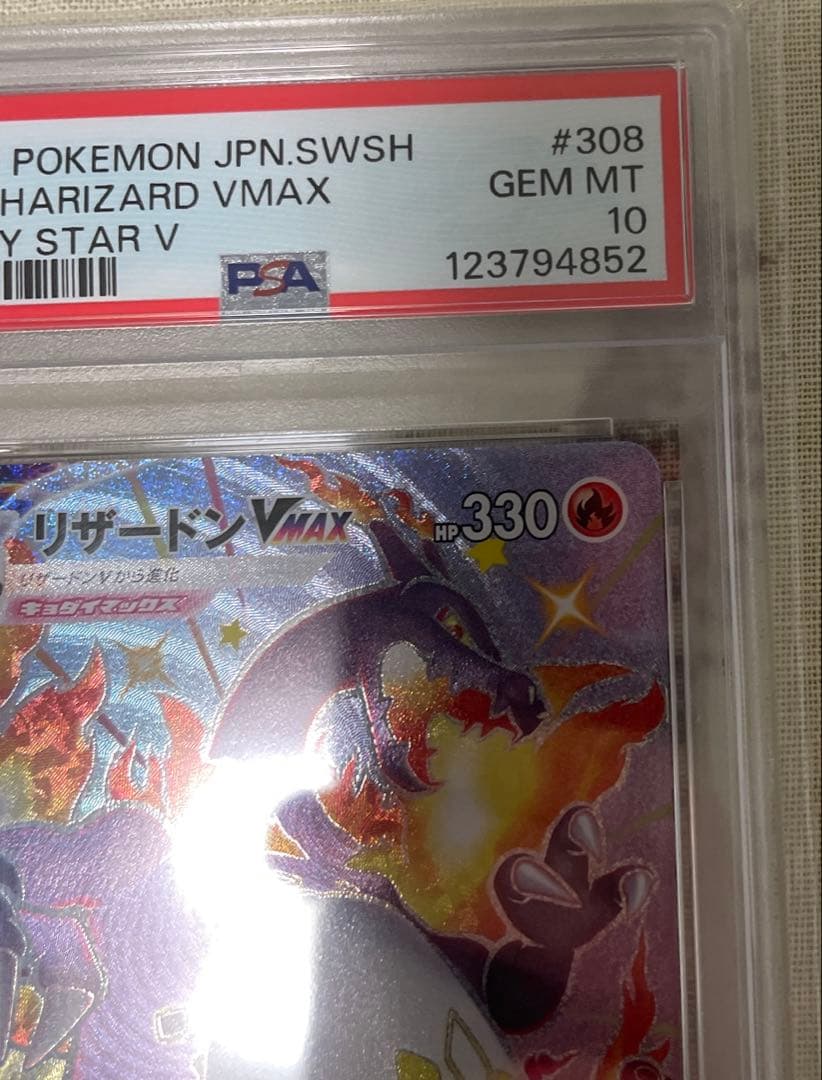 POKEMON JPN.SWSH #308
HARIZARD VMAX GEM MT
Y STAR V 10
PSA 123794852
リザードンVMAX HP330
リザードンVから進化
キョダイマックス